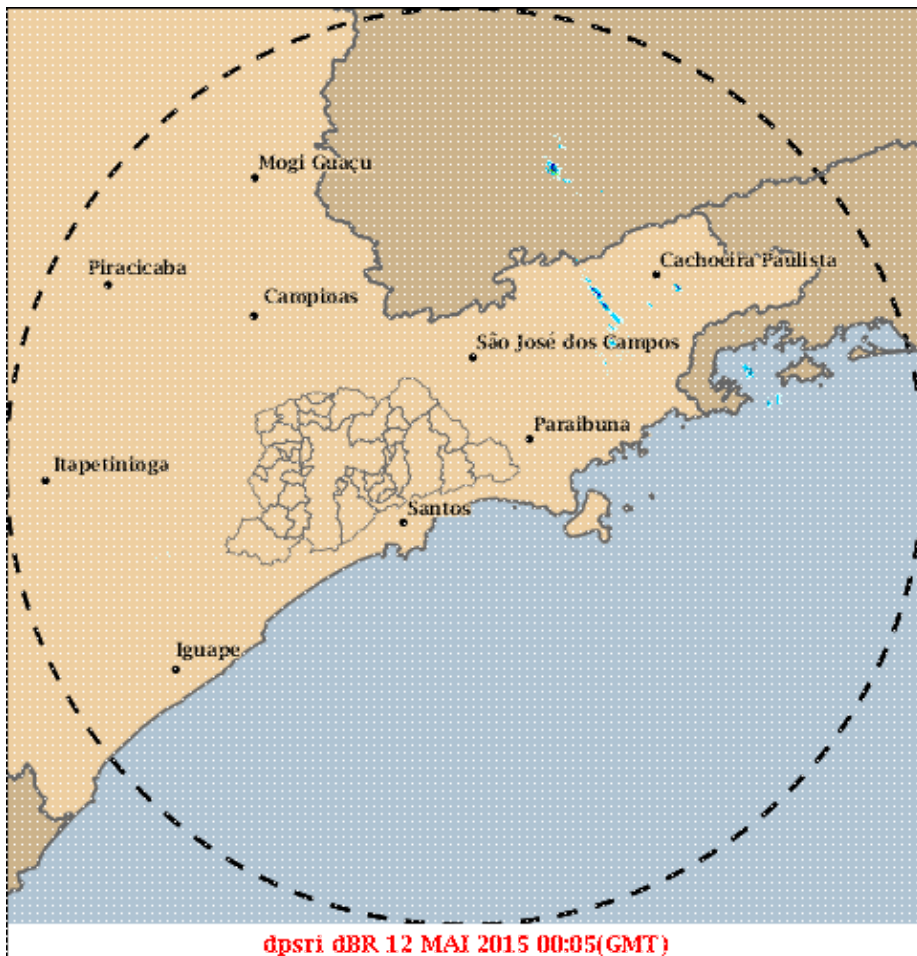 Mogi Guaçu
Piracicaba
Cachoeira Paulista
Campinas
São José dos Campos
Paraibuna
Itapetininga
Santos
Iguape
dpsri dBR 12 MAI 2015 00:05(GMT)